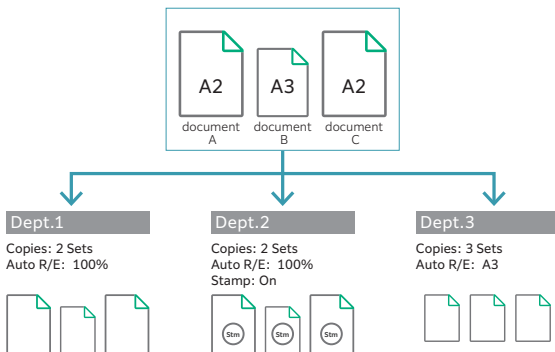 A2 A3 A2
document document document
A B C
Dept.1 Dept.2 Dept.3
Copies: 2 Sets Copies: 2 Sets Copies: 3 Sets
Auto R/E: 100% Auto R/E: 100% Auto R/E: A3
Stamp: On
Stm Stm Stm